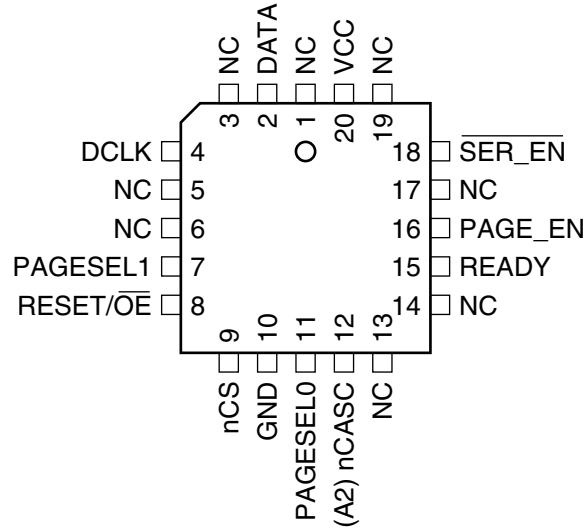 NC
DATA
NC
VCC
NC
3
2
1
20
19
DCLK 4
NC 5
NC 6
PAGESEL1 7
RESET/O̅E̅ 8
18 S̅E̅R̅_̅E̅N̅
17 NC
16 PAGE_EN
15 READY
14 NC
9
10
11
12
13
nCS
GND
PAGESEL0
(A2) nCASC
NC